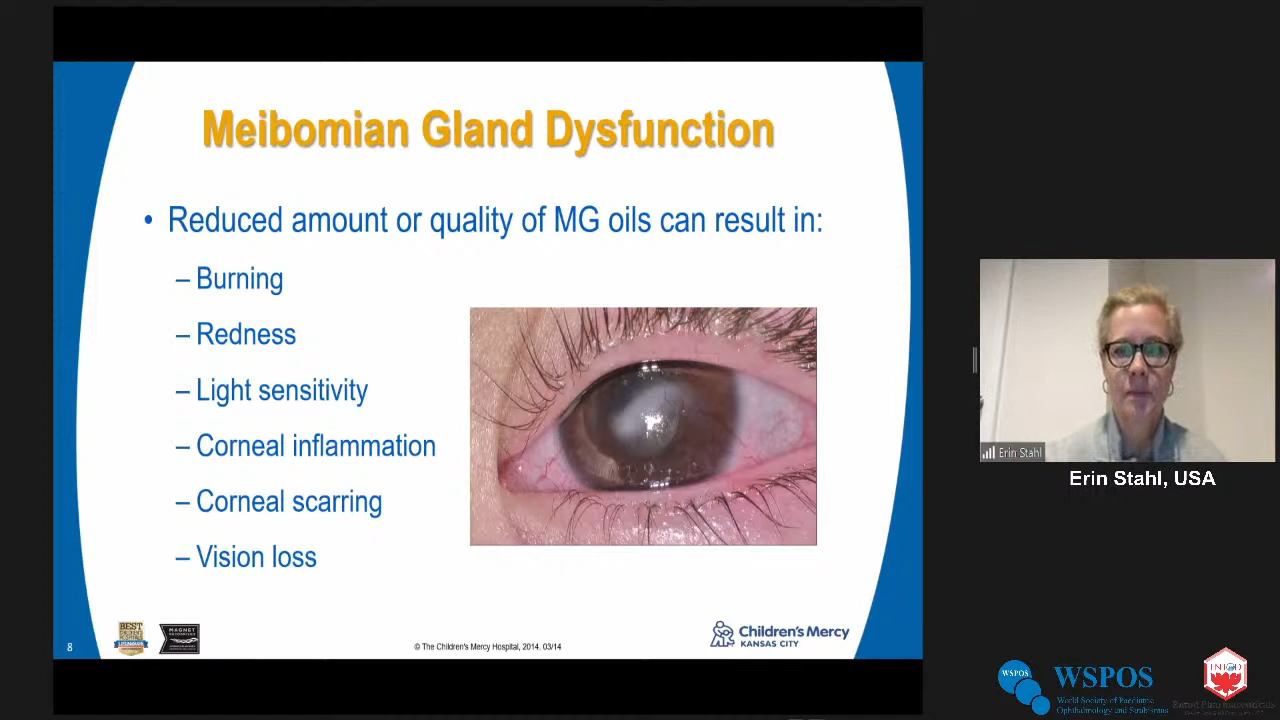 Meibomian Gland Dysfunction
• Reduced amount or quality of MG oils can result in:
– Burning
– Redness
– Light sensitivity
– Corneal inflammation
– Corneal scarring
– Vision loss
8
BEST
MAGNET
RECOGNIZED
© The Children's Mercy Hospital, 2014. 03/14
Children's Mercy
KANSAS CITY
Erin Stahl
Erin Stahl, USA
WSPOS
WSPOS
World Society of Paediatric
Ophthalmology and Strabismus